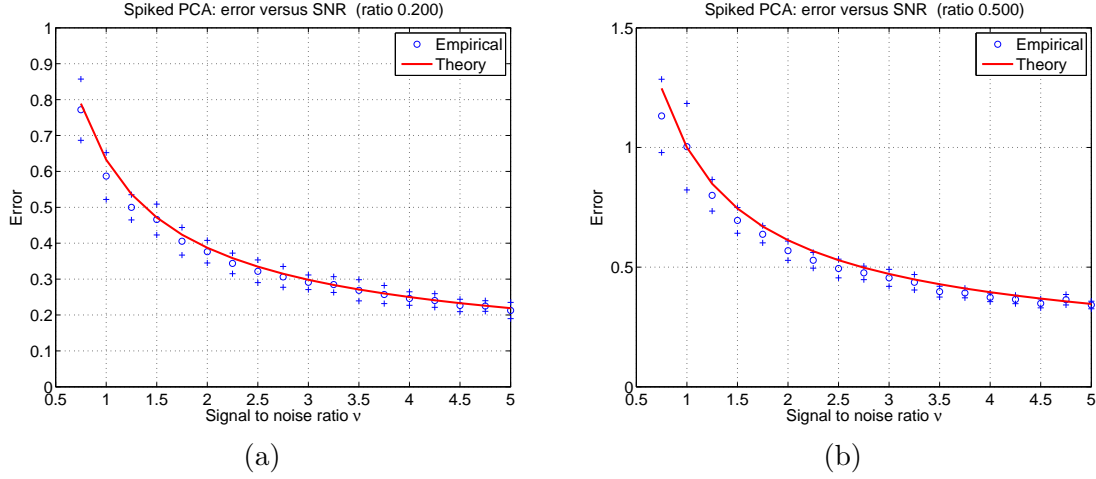 Spiked PCA: error versus SNR (ratio 0.200)
1
0.9
0.8
0.7
0.6
0.5
0.4
0.3
0.2
0.1
0
Error
Empirical
Theory
0.5 1 1.5 2 2.5 3 3.5 4 4.5 5
Signal to noise ratio ν
(a)
Spiked PCA: error versus SNR (ratio 0.500)
1.5
1
0.5
0
Error
Empirical
Theory
0.5 1 1.5 2 2.5 3 3.5 4 4.5 5
Signal to noise ratio ν
(b)